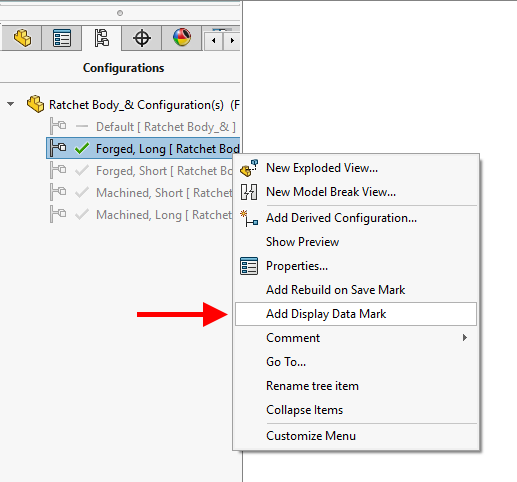 Configurations
Ratchet Body_& Configuration(s) (F
Default [ Ratchet Body_& ]
Forged, Long [ Ratchet Bod
Forged, Short [ Ratchet Bo
Machined, Short [ Ratchet
Machined, Long [ Ratchet
New Exploded View...
New Model Break View...
Add Derived Configuration...
Show Preview
Properties...
Add Rebuild on Save Mark
Add Display Data Mark
Comment
Go To...
Rename tree item
Collapse Items
Customize Menu